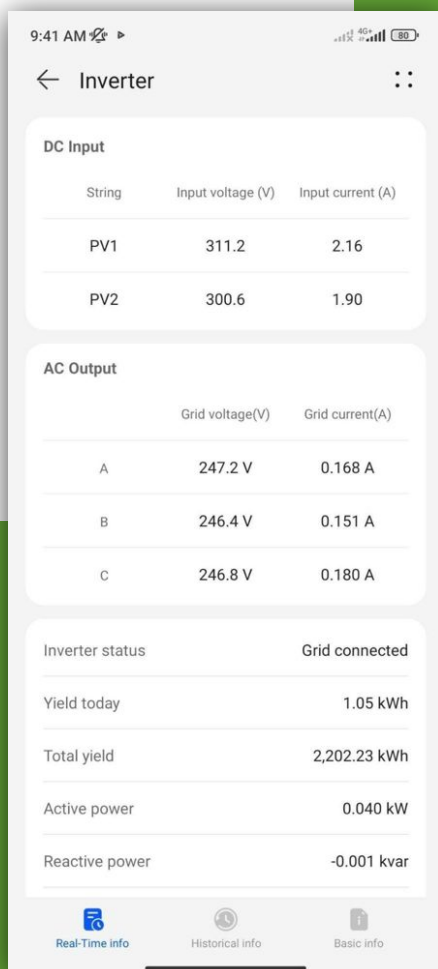 9:41 AM
4G+
80
Inverter
DC Input
String Input voltage (V) Input current (A)
PV1 311.2 2.16
PV2 300.6 1.90
AC Output
Grid voltage(V) Grid current(A)
A 247.2 V 0.168 A
B 246.4 V 0.151 A
C 246.8 V 0.180 A
Inverter status Grid connected
Yield today 1.05 kWh
Total yield 2,202.23 kWh
Active power 0.040 kW
Reactive power -0.001 kvar
Real-Time info Historical info Basic info